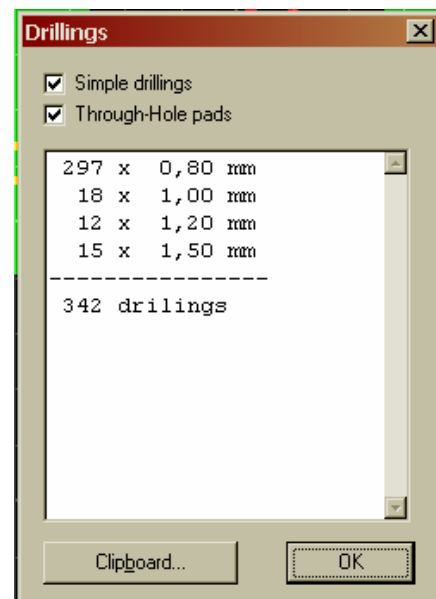 Drillings
Simple drillings
Through-Hole pads
297 x 0,80 mm
18 x 1,00 mm
12 x 1,20 mm
15 x 1,50 mm
----------------
342 drilings
Clipboard...
OK